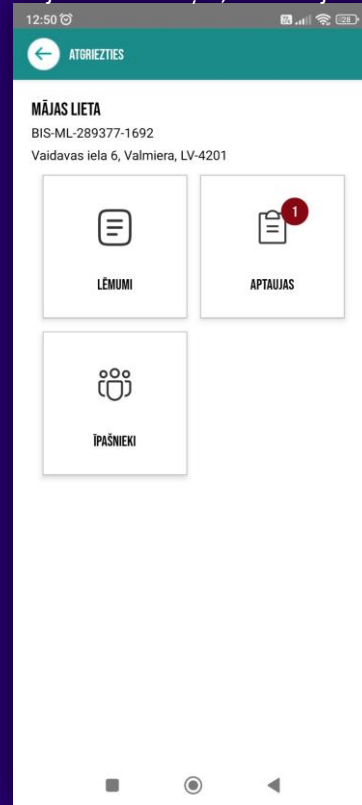 12:50
28
ATGRIEZTIES
MĀJAS LIETA
BIS-ML-289377-1692
Vaidavas iela 6, Valmiera, LV-4201
1
LĒMUMI
APTAUJAS
ĪPAŠNIEKI